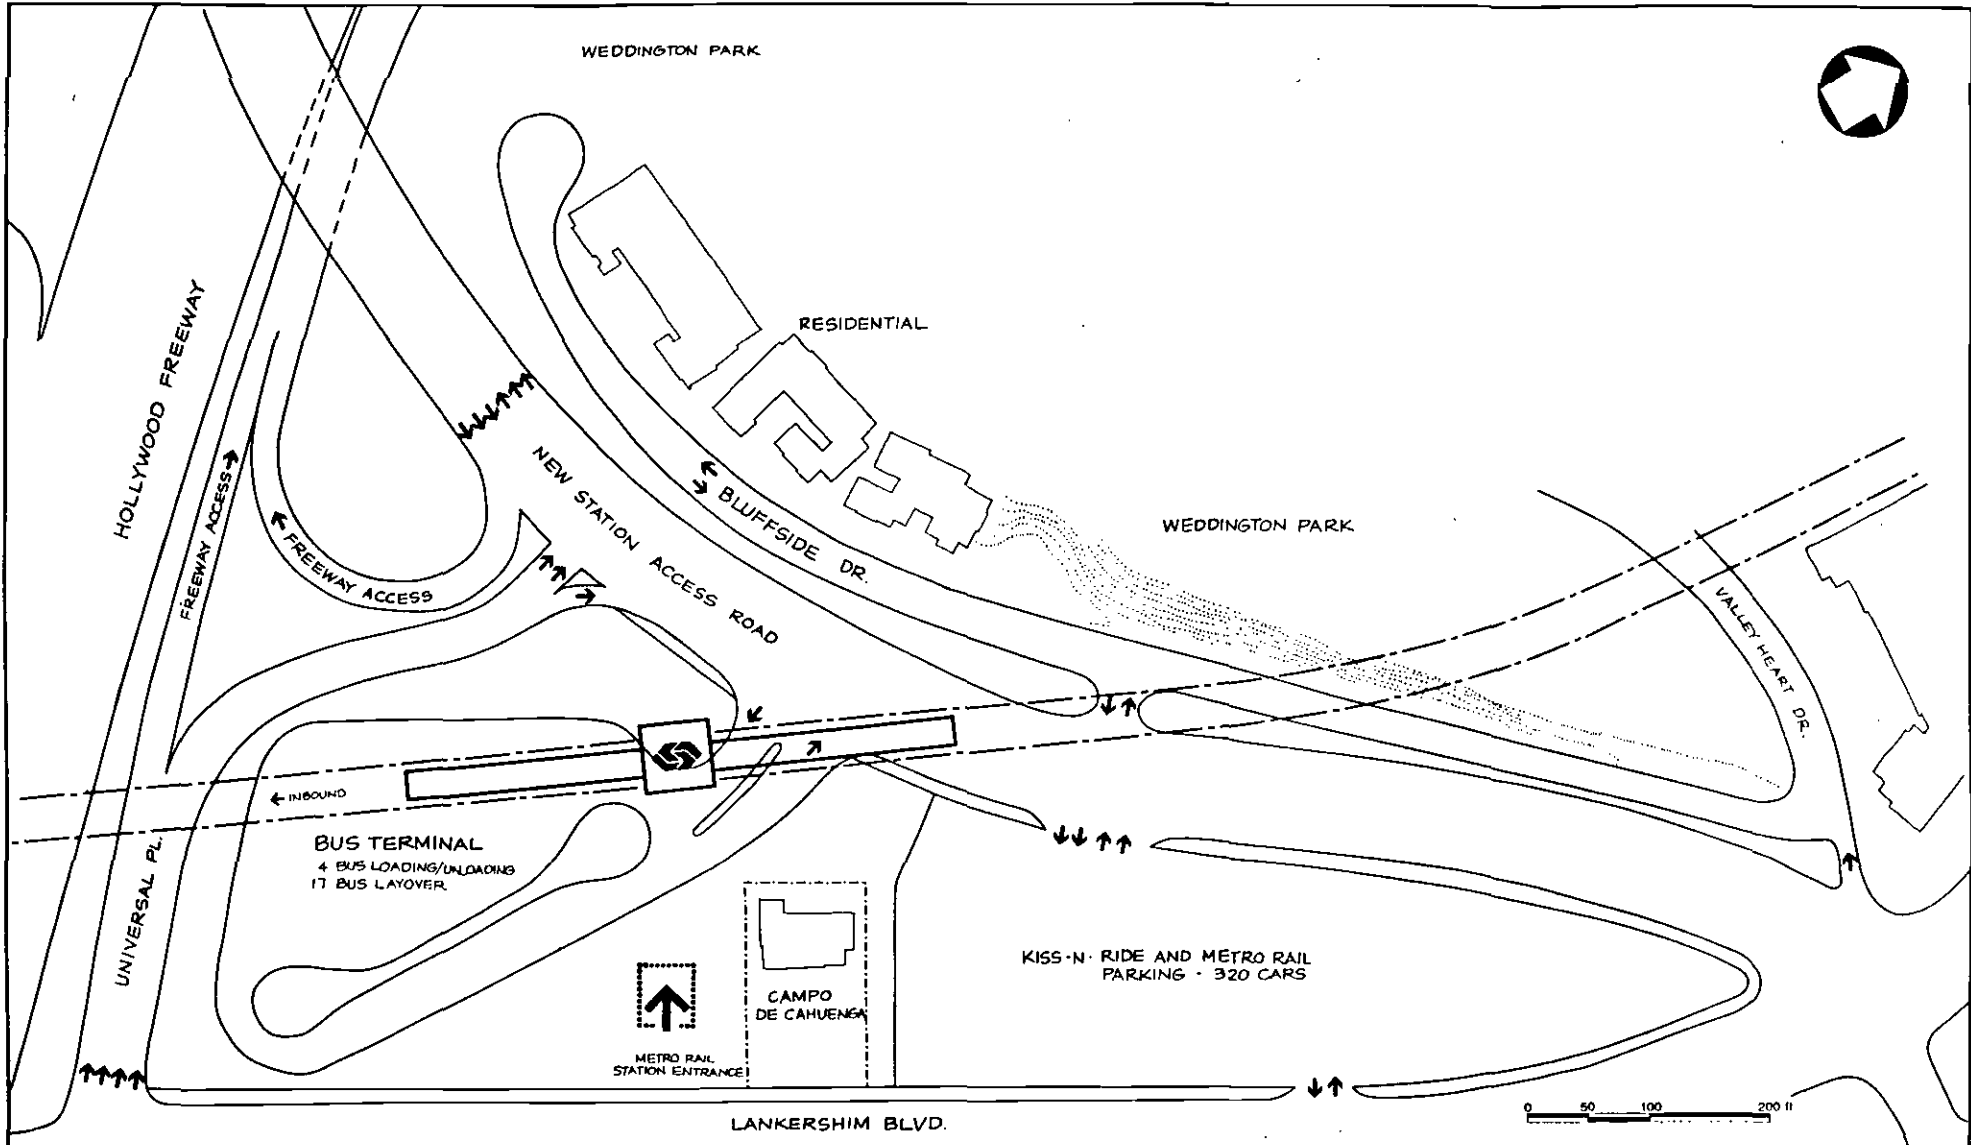 WEDDINGTON PARK
HOLLYWOOD FREEWAY
RESIDENTIAL
FREEWAY ACCESS
FREEWAY ACCESS
NEW STATION ACCESS ROAD
BLUFFSIDE DR.
WEDDINGTON PARK
VALLEY HEART DR.
INBOUND
UNIVERSAL PL.
BUS TERMINAL
4 BUS LOADING/UNLOADING
17 BUS LAYOVER
KISS-N-RIDE AND METRO RAIL
PARKING - 320 CARS
CAMPO
DE CAHUENGA
METRO RAIL
STATION ENTRANCE
LANKERSHIM BLVD.
0 50 100 200 ft